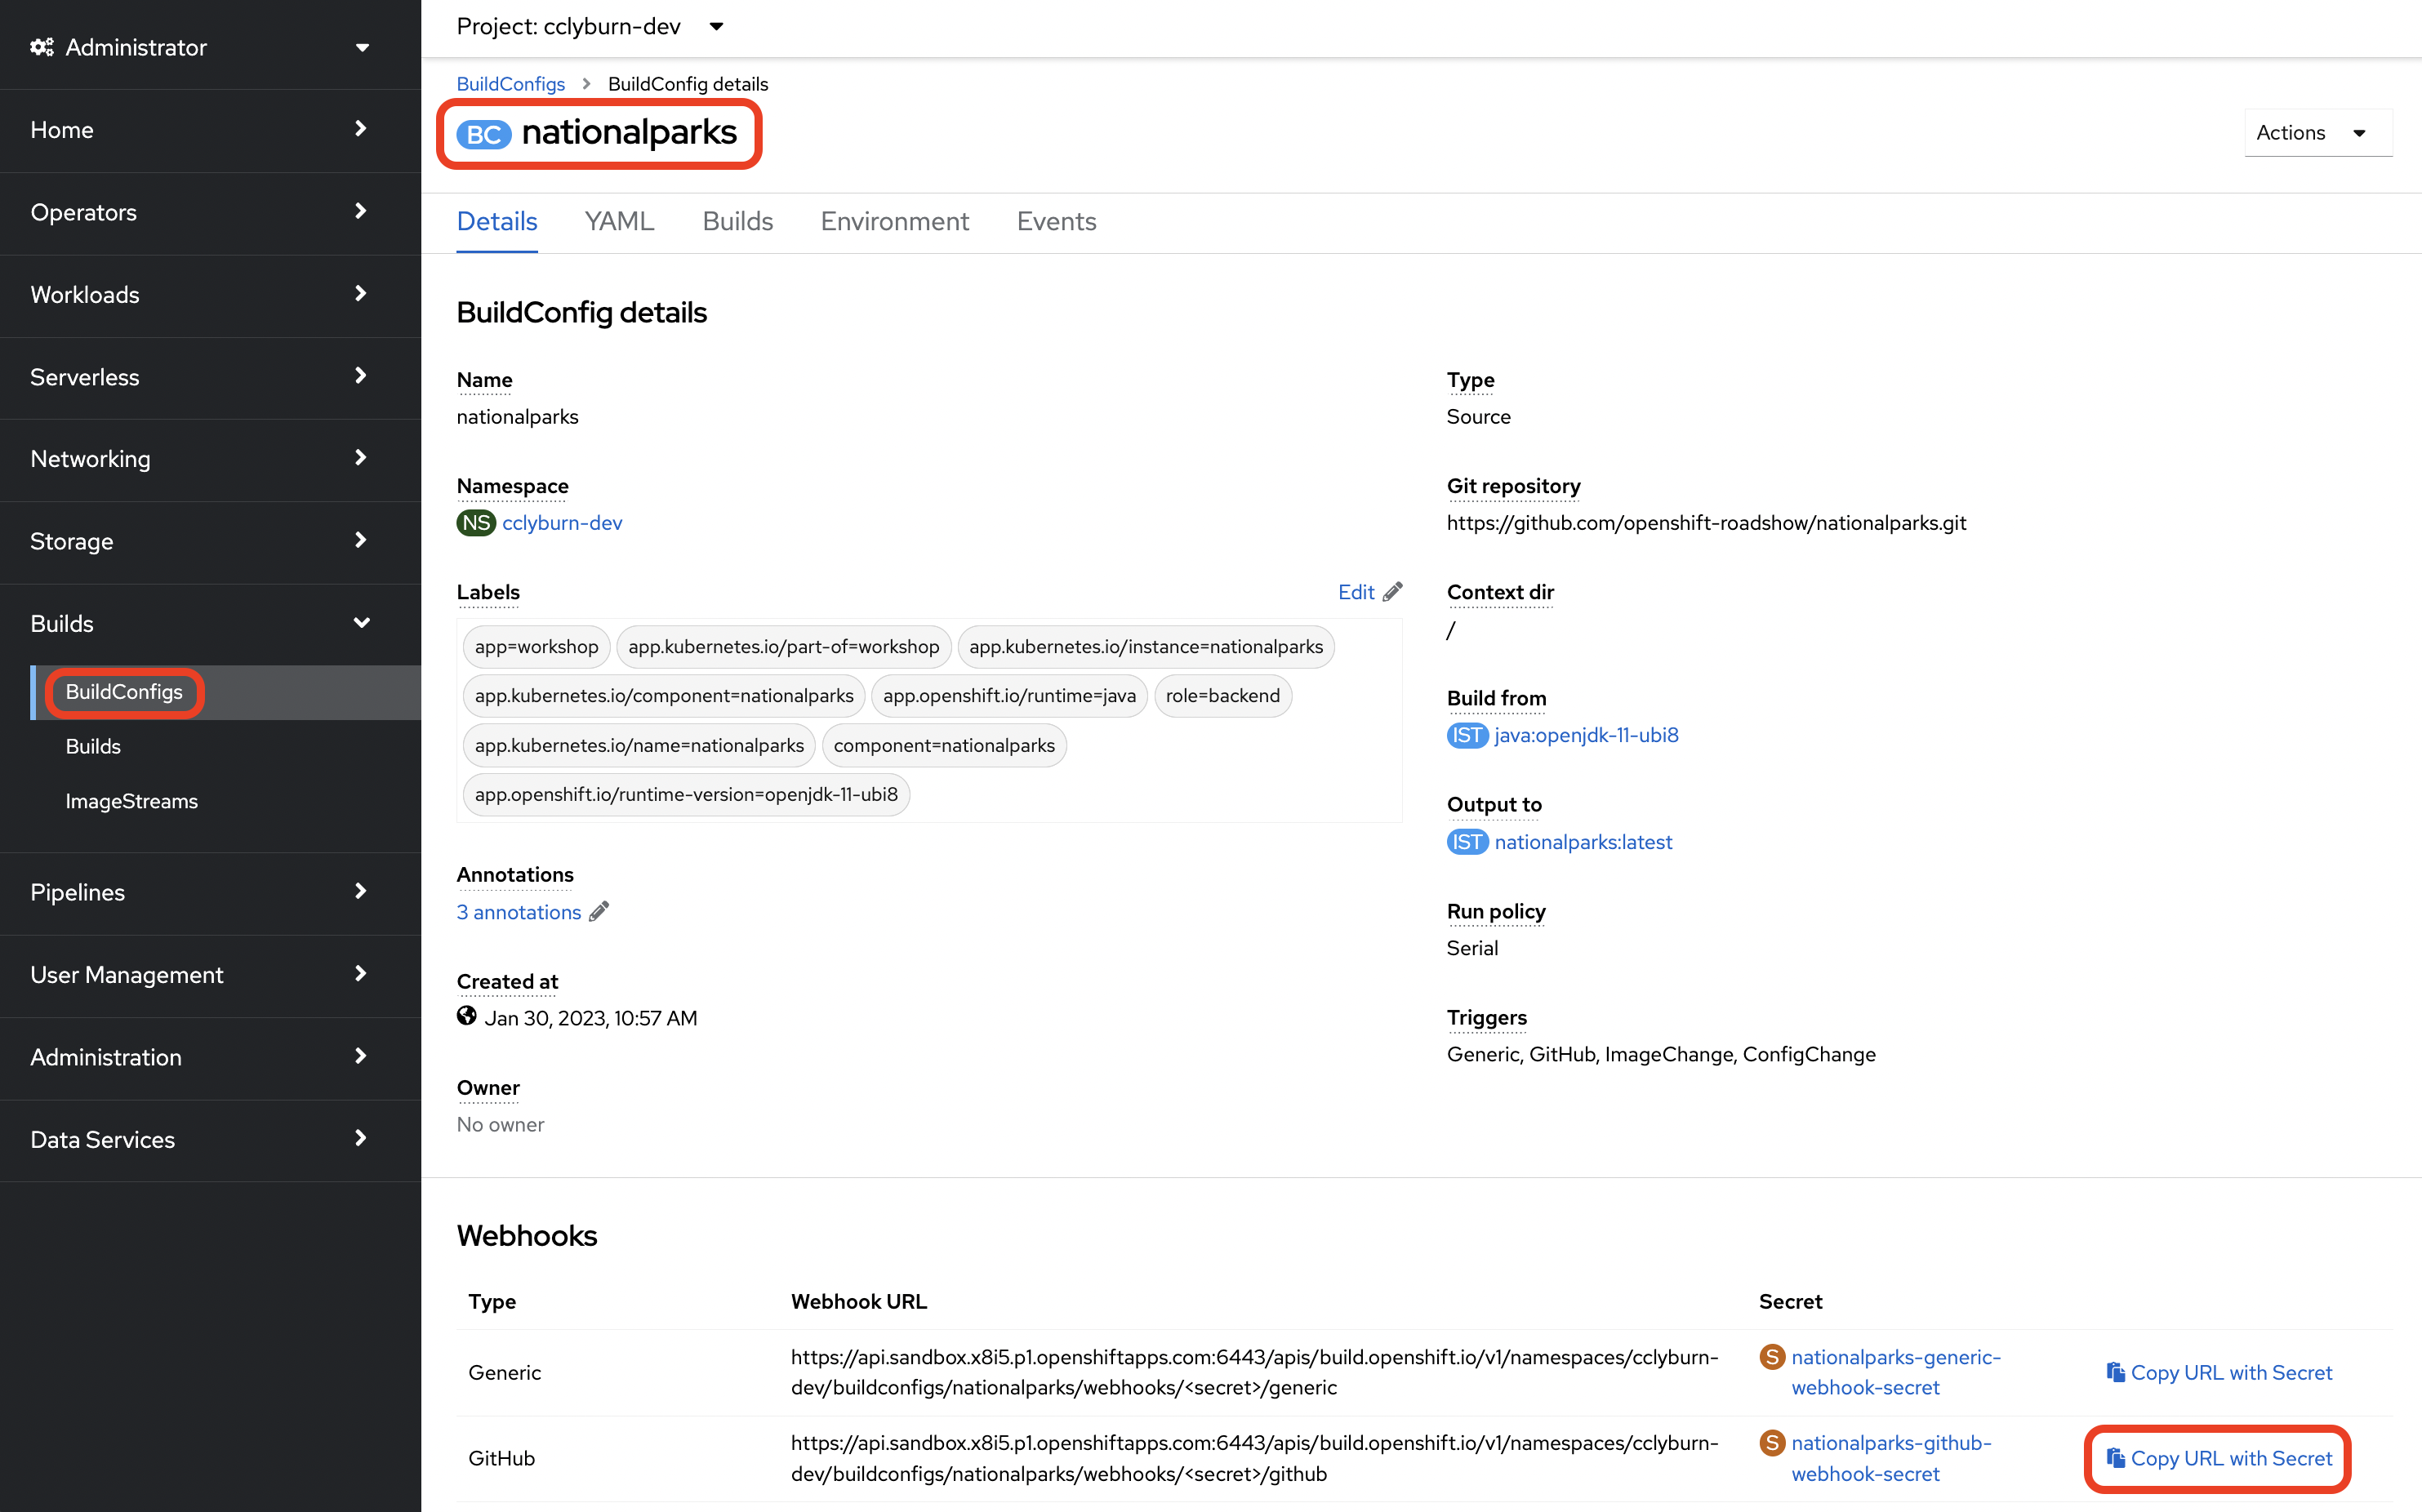 Administrator
Home
Operators
Workloads
Serverless
Networking
Storage
Builds
BuildConfigs
Builds
ImageStreams
Pipelines
User Management
Administration
Data Services
Project: cclyburn-dev
BuildConfigs > BuildConfig details
BC nationalparks
Actions
Details YAML Builds Environment Events
BuildConfig details
Name
nationalparks
Namespace
NS cclyburn-dev
Labels Edit
app=workshop app.kubernetes.io/part-of=workshop app.kubernetes.io/instance=nationalparks
app.kubernetes.io/component=nationalparks app.openshift.io/runtime=java role=backend
app.kubernetes.io/name=nationalparks component=nationalparks
app.openshift.io/runtime-version=openjdk-11-ubi8
Annotations
3 annotations
Created at
Jan 30, 2023, 10:57 AM
Owner
No owner
Type
Source
Git repository
https://github.com/openshift-roadshow/nationalparks.git
Context dir
/
Build from
IST java:openjdk-11-ubi8
Output to
IST nationalparks:latest
Run policy
Serial
Triggers
Generic, GitHub, ImageChange, ConfigChange
Webhooks
Type Webhook URL Secret
Generic
https://api.sandbox.x8i5.p1.openshiftapps.com:6443/apis/build.openshift.io/v1/namespaces/cclyburn-
dev/buildconfigs/nationalparks/webhooks/<secret>/generic
S nationalparks-generic-
webhook-secret
Copy URL with Secret
GitHub
https://api.sandbox.x8i5.p1.openshiftapps.com:6443/apis/build.openshift.io/v1/namespaces/cclyburn-
dev/buildconfigs/nationalparks/webhooks/<secret>/github
S nationalparks-github-
webhook-secret
Copy URL with Secret